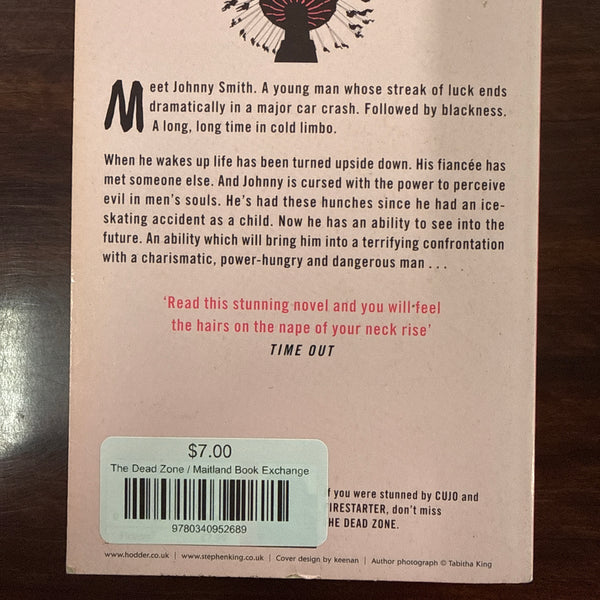 Meet Johnny Smith. A young man whose streak of luck ends
dramatically in a major car crash. Followed by blackness.
A long, long time in cold limbo.
When he wakes up life has been turned upside down. His fiancée has
met someone else. And Johnny is cursed with the power to perceive
evil in men's souls. He's had these hunches since he had an ice-
skating accident as a child. Now he has an ability to see into the
future. An ability which will bring him into a terrifying confrontation
with a charismatic, power-hungry and dangerous man . . .
'Read this stunning novel and you will feel
the hairs on the nape of your neck rise'
TIME OUT
$7.00
The Dead Zone / Maitland Book Exchange
9780340952689
f you were stunned by CUJO and
IRESTARTER, don't miss
HE DEAD ZONE.
www.hodder.co.uk | www.stephenking.co.uk | Cover design by keenan | Author photograph © Tabitha King